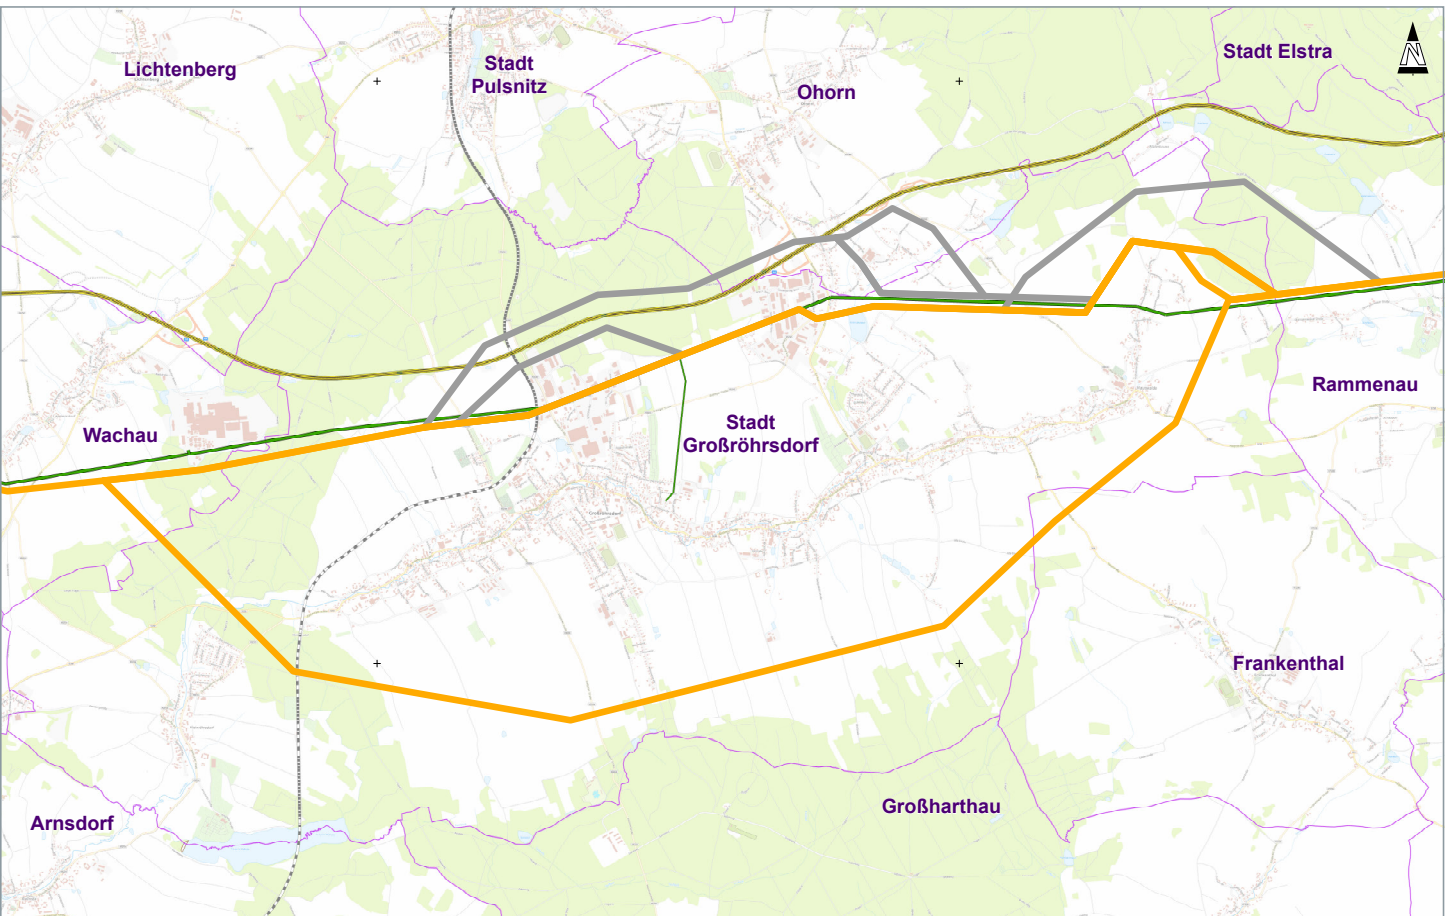 Stadt Elstra
N
Lichtenberg
Stadt
Pulsnitz
Ohorn
Rammenau
Wachau
Stadt
Großröhrsdorf
Frankenthal
Großharthau
Arnsdorf